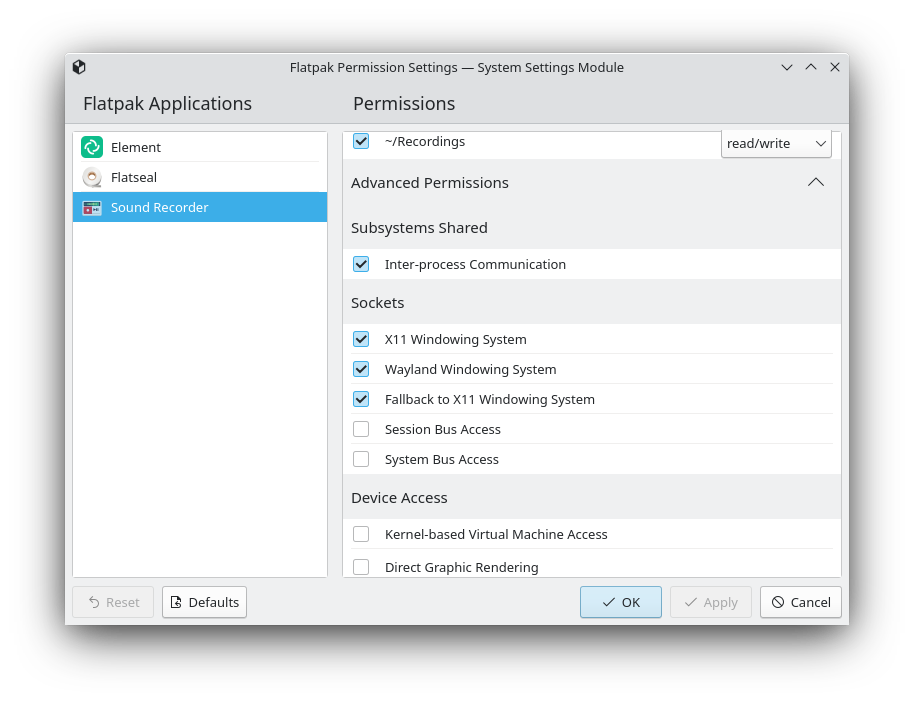 Flatpak Permission Settings — System Settings Module
Flatpak Applications
Permissions
Element
Flatseal
Sound Recorder
~/Recordings
read/write
Advanced Permissions
Subsystems Shared
Inter-process Communication
Sockets
X11 Windowing System
Wayland Windowing System
Fallback to X11 Windowing System
Session Bus Access
System Bus Access
Device Access
Kernel-based Virtual Machine Access
Direct Graphic Rendering
Reset
Defaults
OK
Apply
Cancel